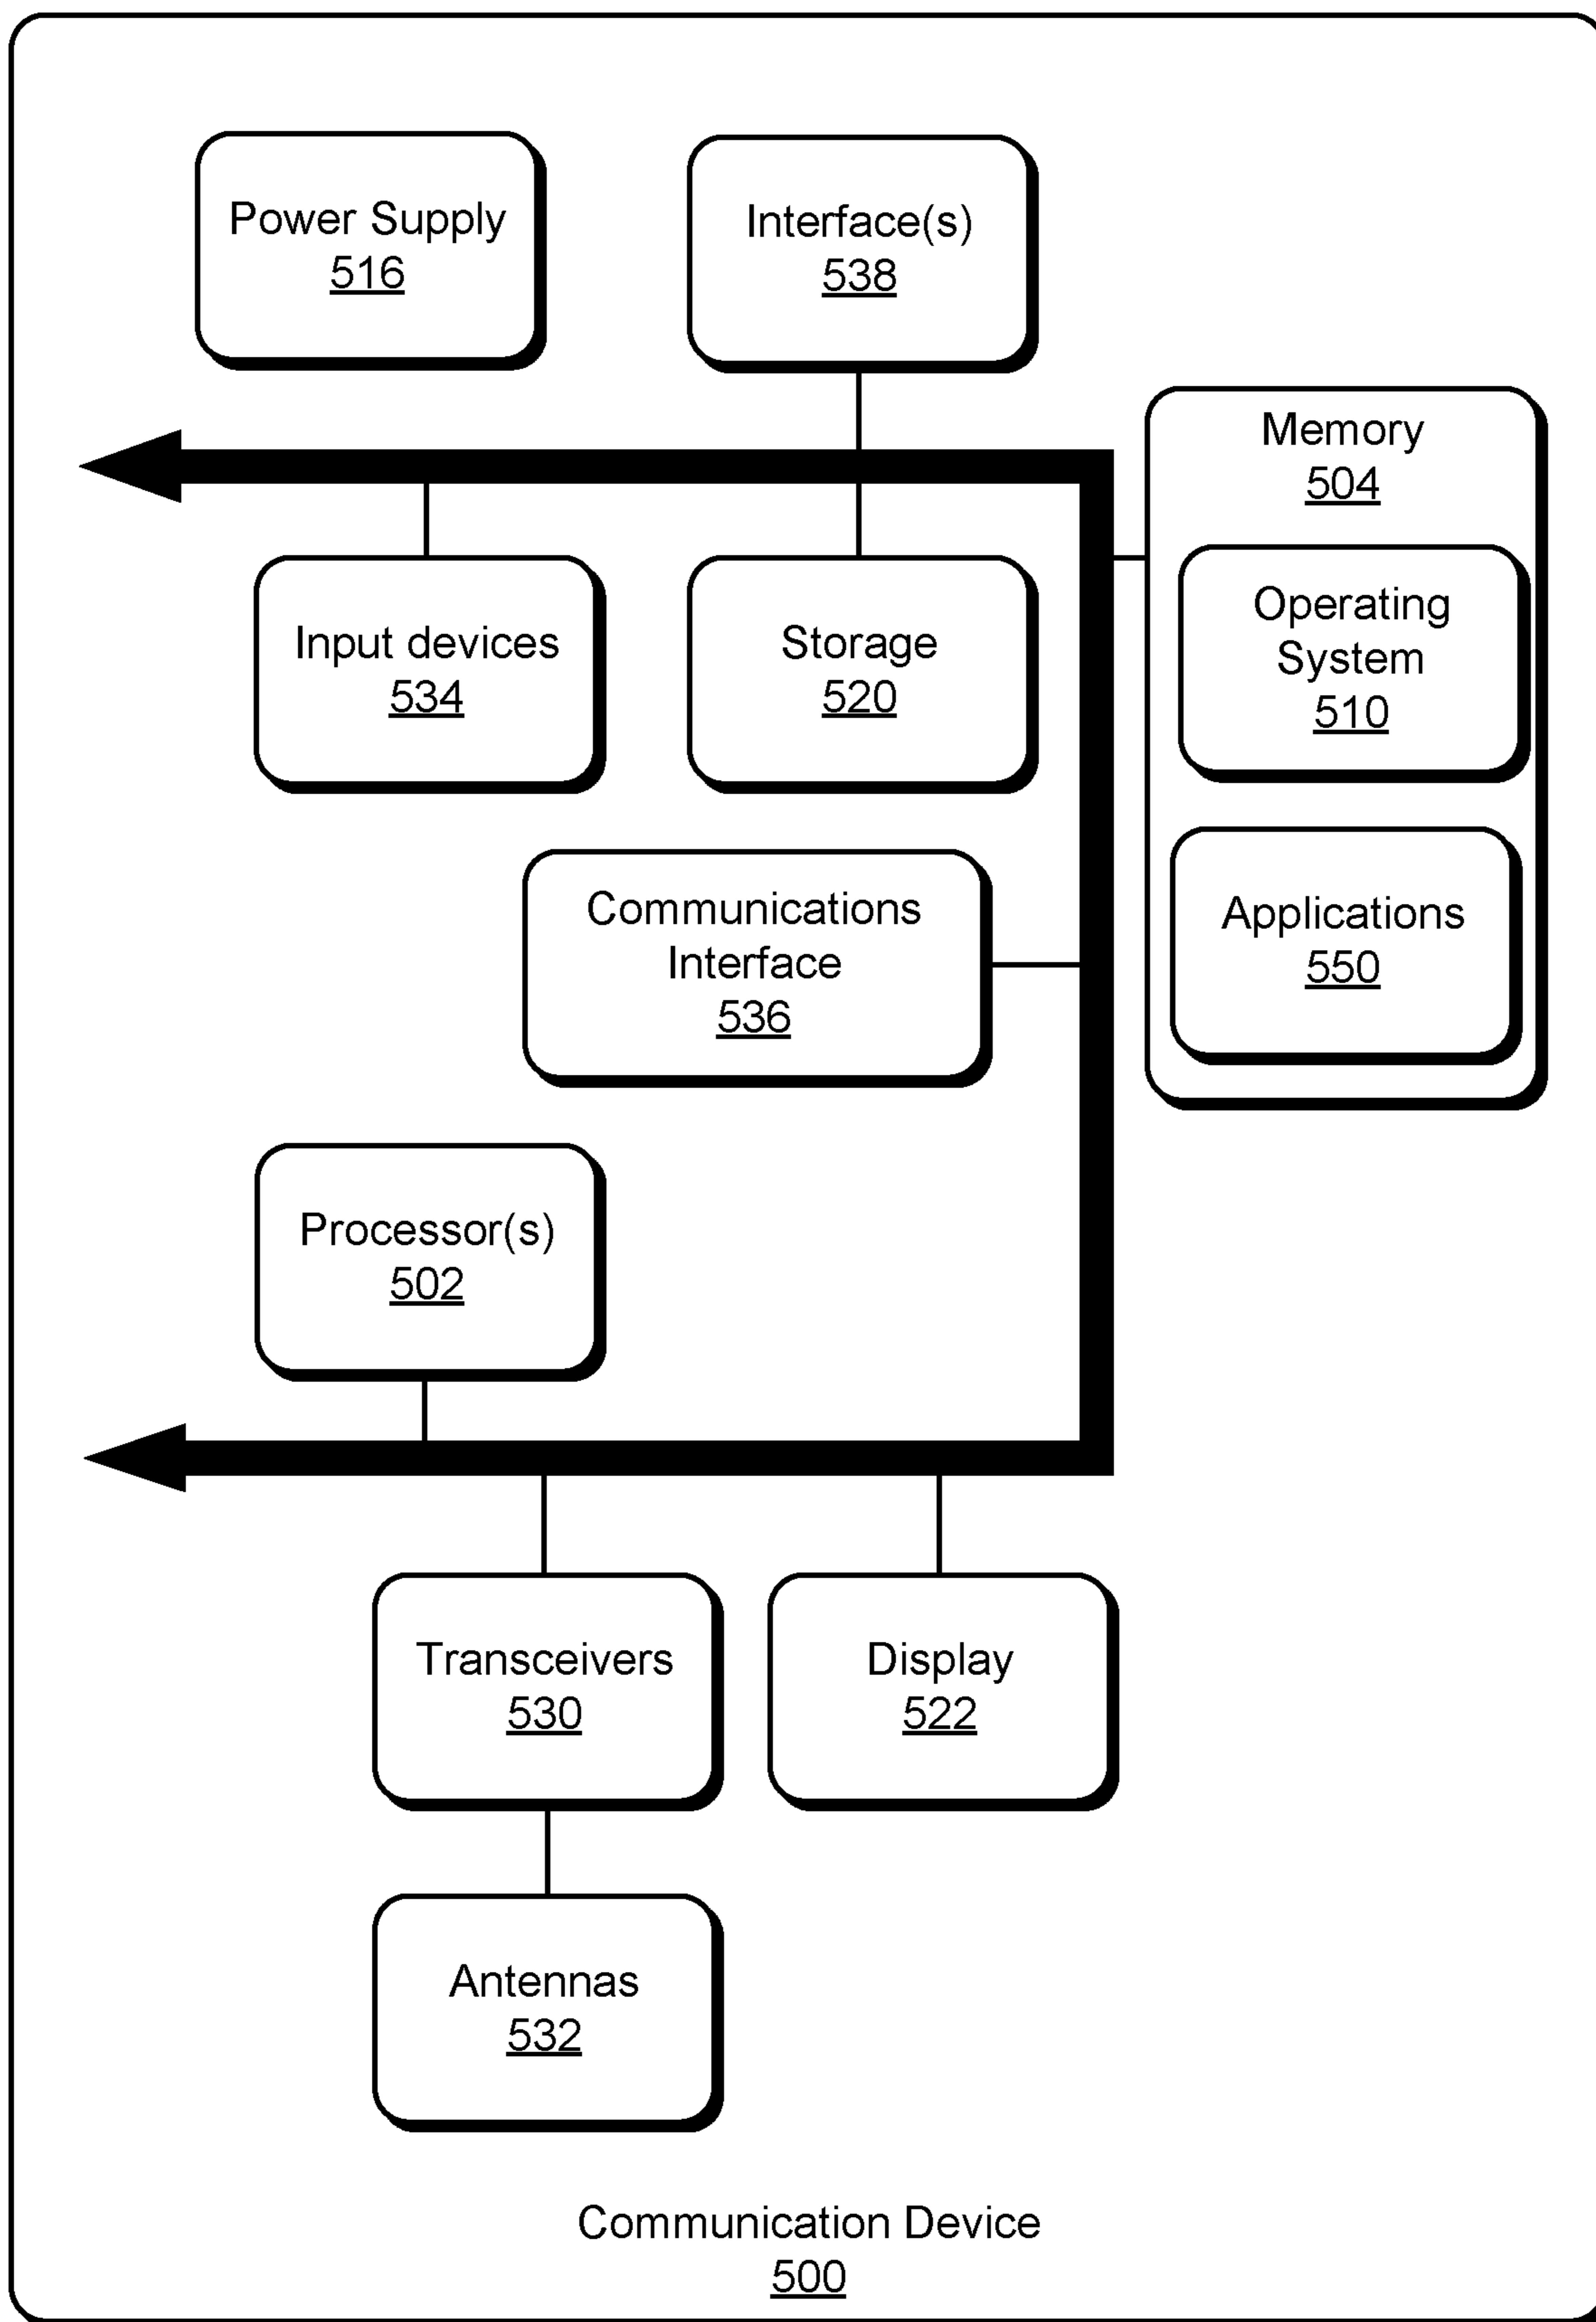 Power Supply
516
Interface(s)
538
Memory
504
Operating
System
510
Applications
550
Input devices
534
Storage
520
Communications
Interface
536
Processor(s)
502
Transceivers
530
Display
522
Antennas
532
Communication Device
500